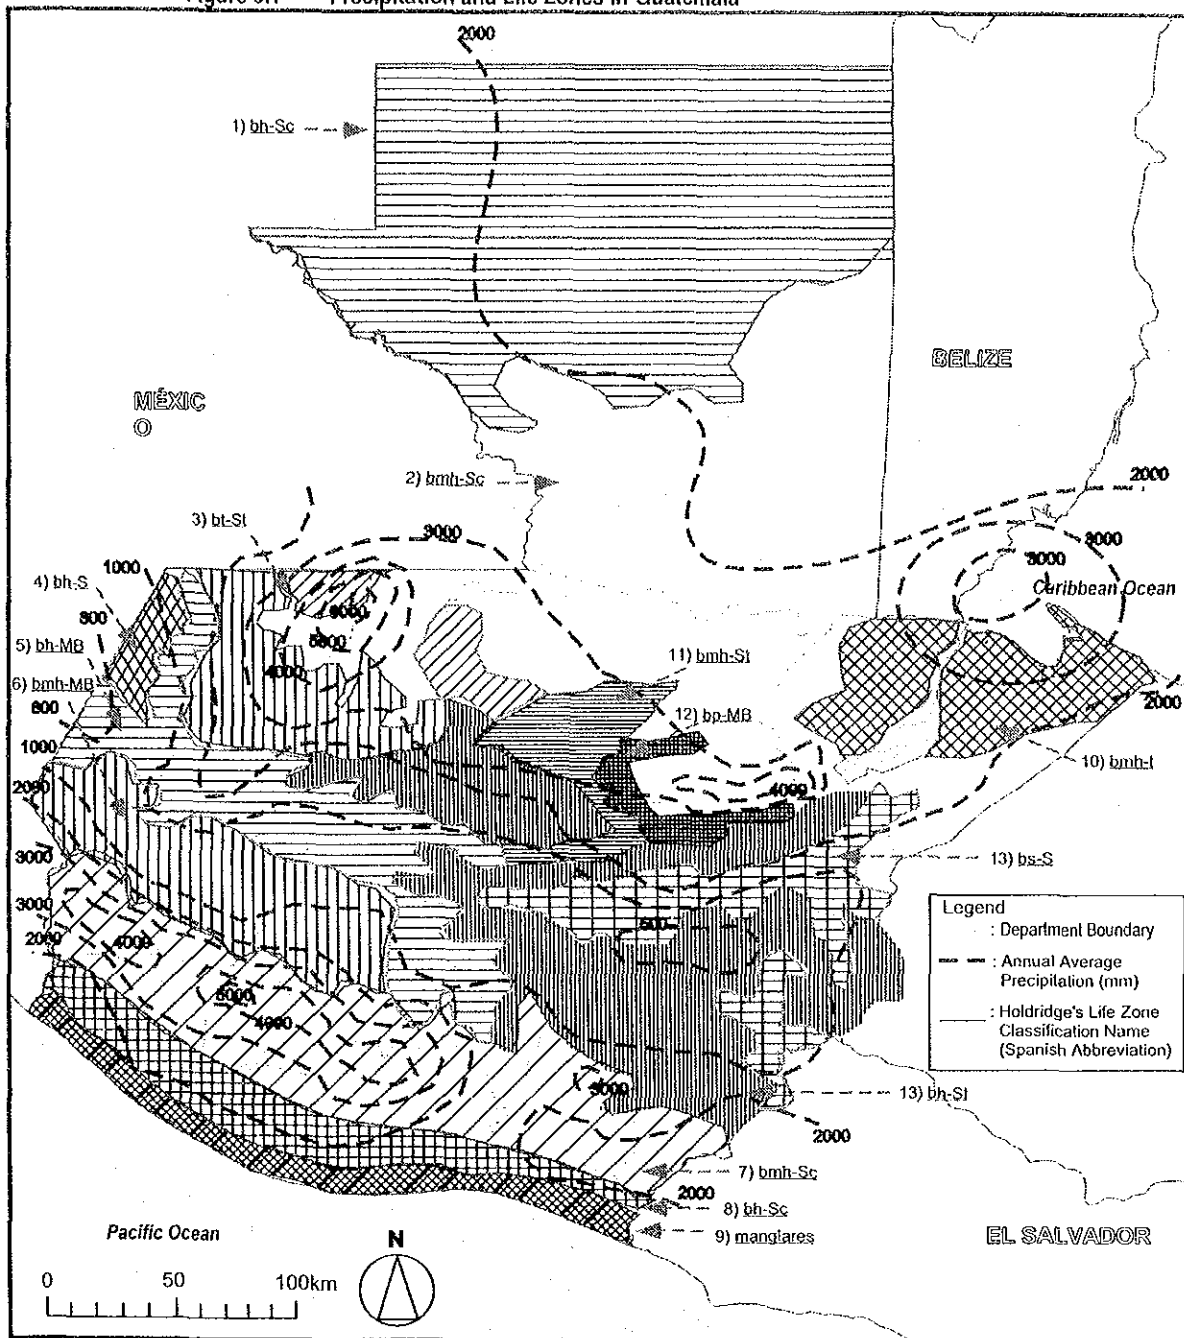 Precipitation and Life Zones in Guatemala
2000
1) bh-Sc
BELIZE
MÉXIC
O
2) bmh-Sc
2000
3) bt-St
3000
3000
3000
Caribbean Ocean
4) bh-S
1000
800
5000
4000
5) bh-MB
6) bmh-MB
800
11) bmh-St
12) bp-MB
2000
1000
10) bmh-t
2000
4000
3000
13) bs-S
3000
500
2000
4000
5000
4000
Legend
: Department Boundary
: Annual Average
Precipitation (mm)
: Holdridge's Life Zone
Classification Name
(Spanish Abbreviation)
13) bh-St
2000
7) bmh-Sc
2000
8) bh-Sc
9) manglares
Pacific Ocean
N
EL SALVADOR
0 50 100km